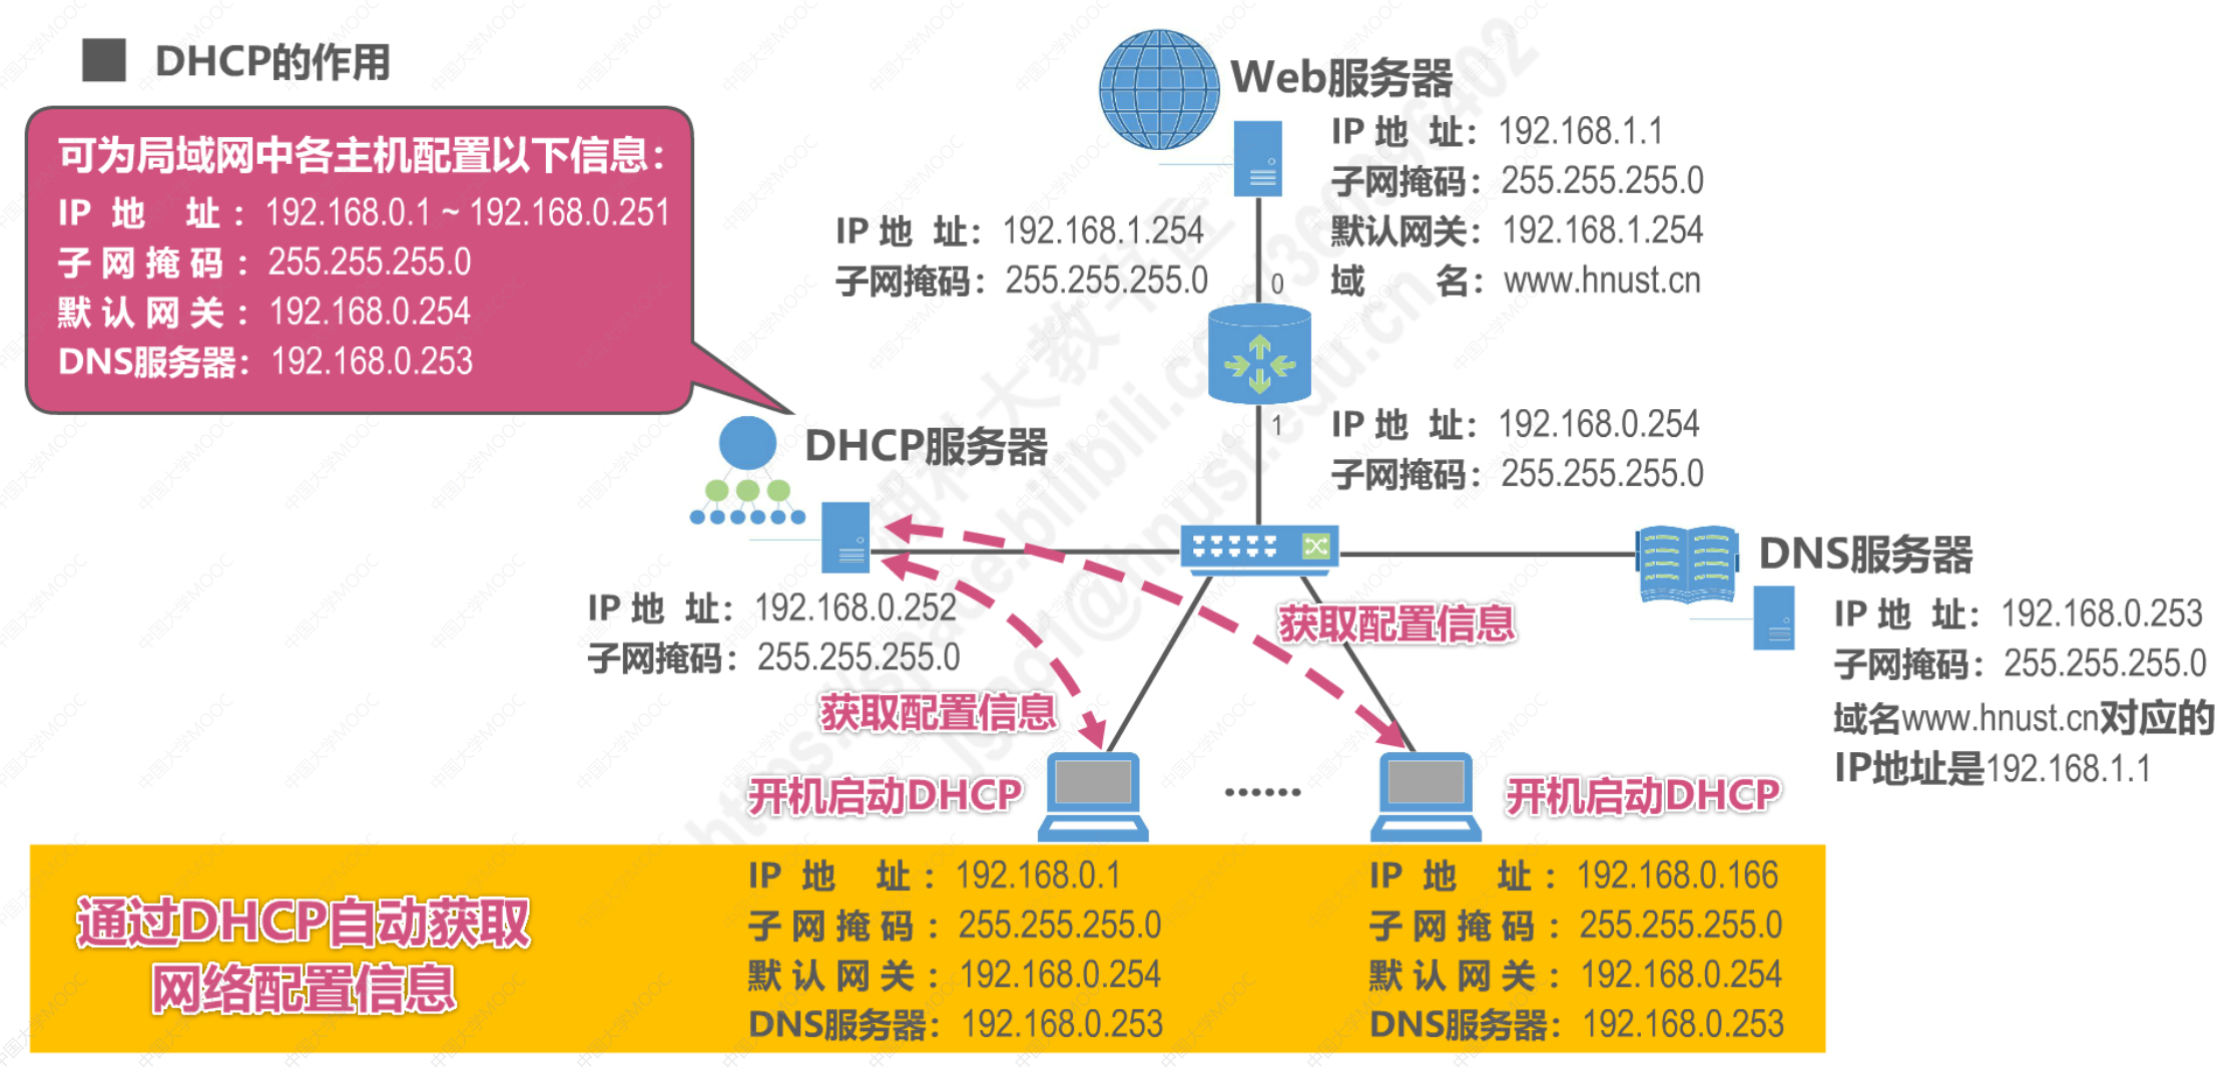 DHCP的作用
可为局域网中各主机配置以下信息：
IP 地 址：192.168.0.1 ~ 192.168.0.251
子网掩码：255.255.255.0
默认网关：192.168.0.254
DNS服务器：192.168.0.253
Web服务器
IP 地 址：192.168.1.1
子网掩码：255.255.255.0
默认网关：192.168.1.254
域 名：www.hnust.cn
IP 地 址：192.168.1.254
子网掩码：255.255.255.0
0
1
IP 地 址：192.168.0.254
子网掩码：255.255.255.0
DHCP服务器
IP 地 址：192.168.0.252
子网掩码：255.255.255.0
DNS服务器
IP 地 址：192.168.0.253
子网掩码：255.255.255.0
域名www.hnust.cn对应的
IP地址是192.168.1.1
获取配置信息
获取配置信息
开机启动DHCP
······
开机启动DHCP
通过DHCP自动获取
网络配置信息
IP 地 址：192.168.0.1
子网掩码：255.255.255.0
默认网关：192.168.0.254
DNS服务器：192.168.0.253
IP 地 址：192.168.0.166
子网掩码：255.255.255.0
默认网关：192.168.0.254
DNS服务器：192.168.0.253
中国大学MOOC